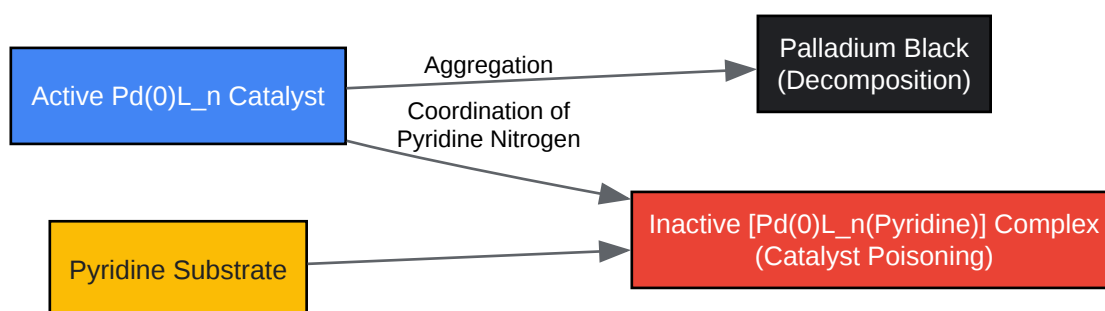 Active Pd(0)L_n Catalyst
Aggregation
Palladium Black
(Decomposition)
Coordination of
Pyridine Nitrogen
Pyridine Substrate
Inactive [Pd(0)L_n(Pyridine)] Complex
(Catalyst Poisoning)